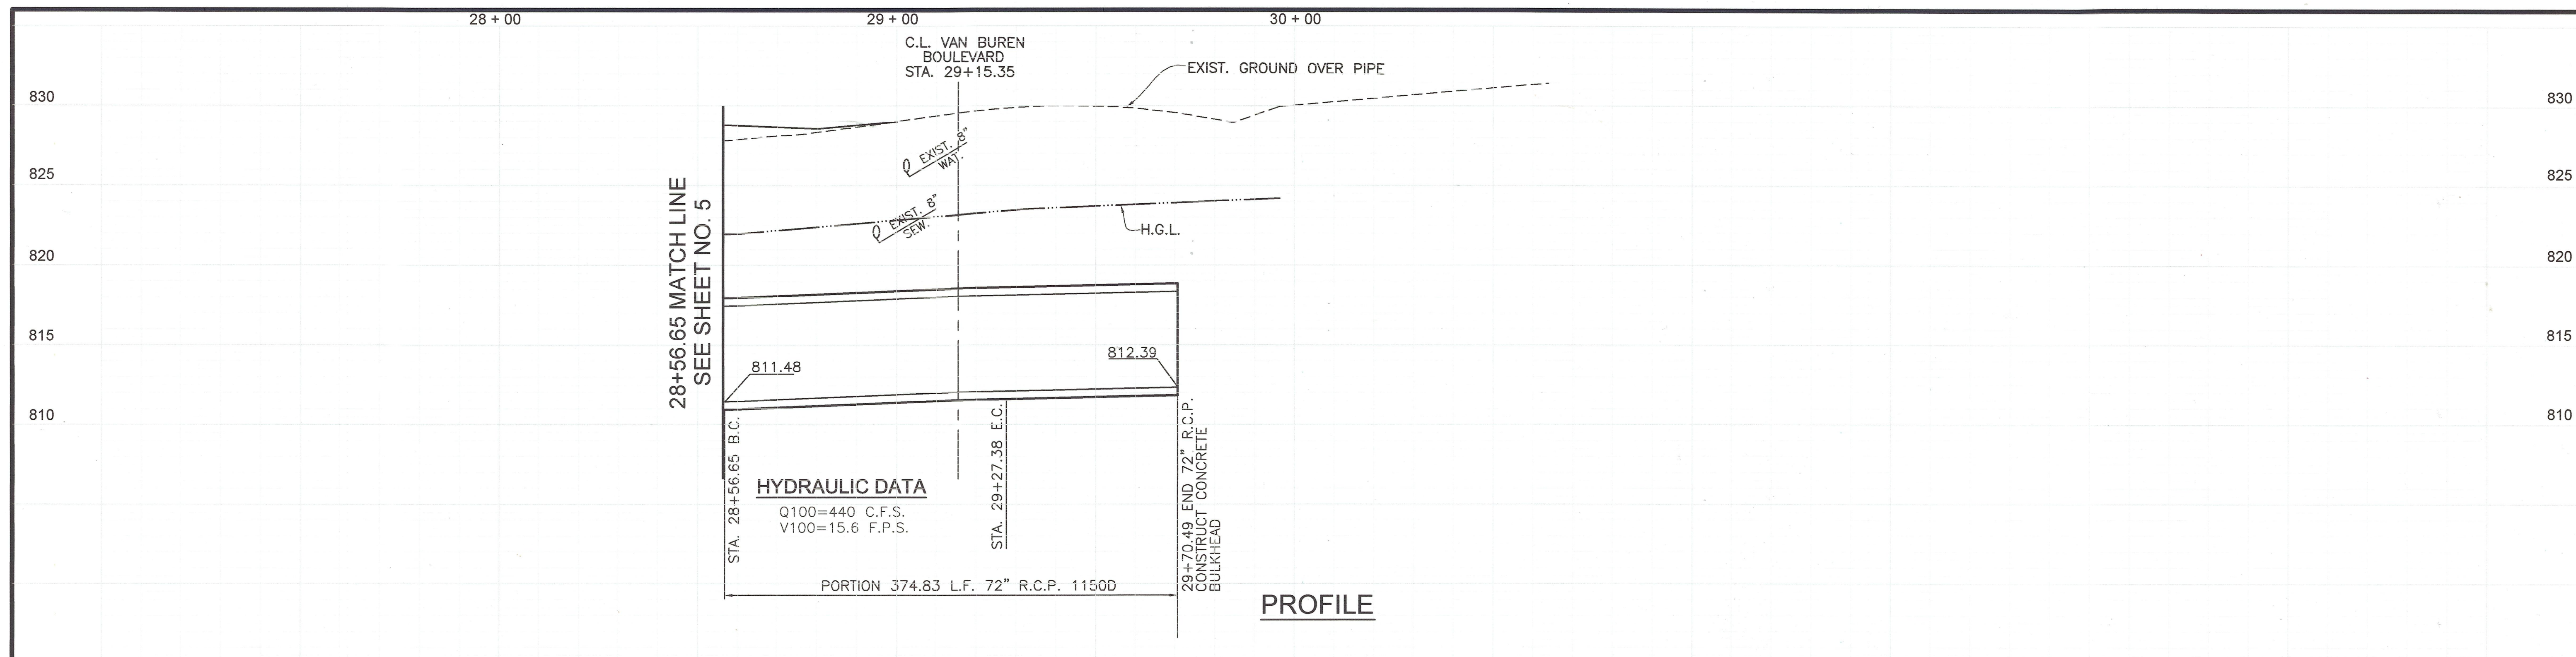 28 + 00
29 + 00
30 + 00
C.L. VAN BUREN
BOULEVARD
STA. 29+15.35
EXIST. GROUND OVER PIPE
830
830
EXIST. 8"
WAT.
825
825
28+56.65 MATCH LINE
SEE SHEET NO. 5
EXIST. 8"
SEW.
H.G.L.
820
820
815
815
811.48
812.39
810
810
STA. 28+56.65 B.C.
STA. 29+27.38 E.C.
29+70.49 END 72" R.C.P.
CONSTRUCT CONCRETE
BULKHEAD
HYDRAULIC DATA
Q100=440 C.F.S.
V100=15.6 F.P.S.
PORTION 374.83 L.F. 72" R.C.P. 1150D
PROFILE